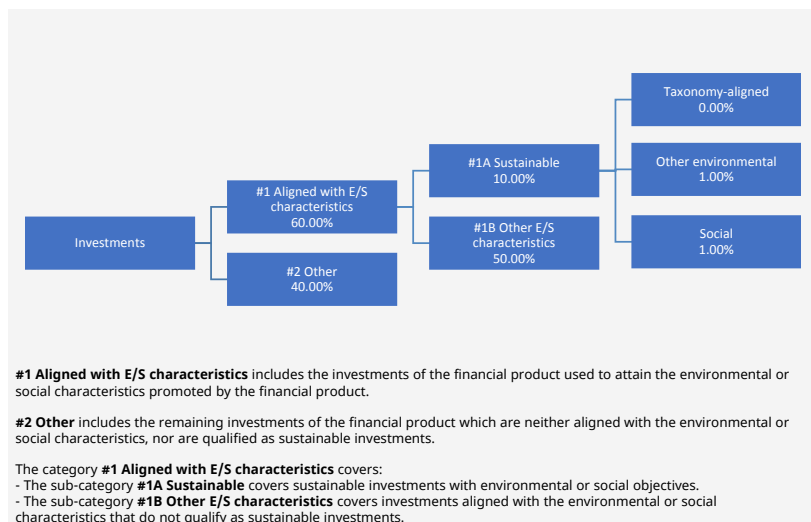 Investments
#1 Aligned with E/S
characteristics
60.00%
#2 Other
40.00%
#1A Sustainable
10.00%
#1B Other E/S
characteristics
50.00%
Taxonomy-aligned
0.00%
Other environmental
1.00%
Social
1.00%
#1 Aligned with E/S characteristics includes the investments of the financial product used to attain the environmental or
social characteristics promoted by the financial product.
#2 Other includes the remaining investments of the financial product which are neither aligned with the environmental or
social characteristics, nor are qualified as sustainable investments.
The category #1 Aligned with E/S characteristics covers:
- The sub-category #1A Sustainable covers sustainable investments with environmental or social objectives.
- The sub-category #1B Other E/S characteristics covers investments aligned with the environmental or social
characteristics that do not qualify as sustainable investments.